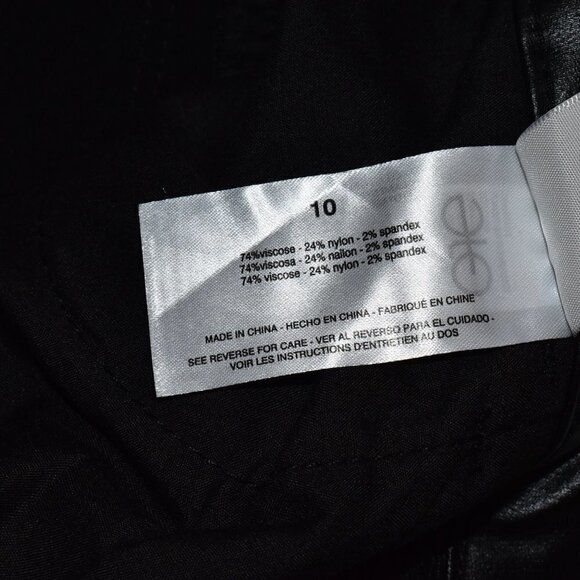 10
74%viscose - 24% nylon - 2% spandex
74%viscosa - 24% nailon - 2% spandex
74% viscose - 24% nylon - 2% spandex
MADE IN CHINA - HECHO EN CHINA - FABRIQUÉ EN CHINE
SEE REVERSE FOR CARE - VER AL REVERSO PARA EL CUIDADO -
VOIR LES INSTRUCTIONS D'ENTRETIEN AU DOS